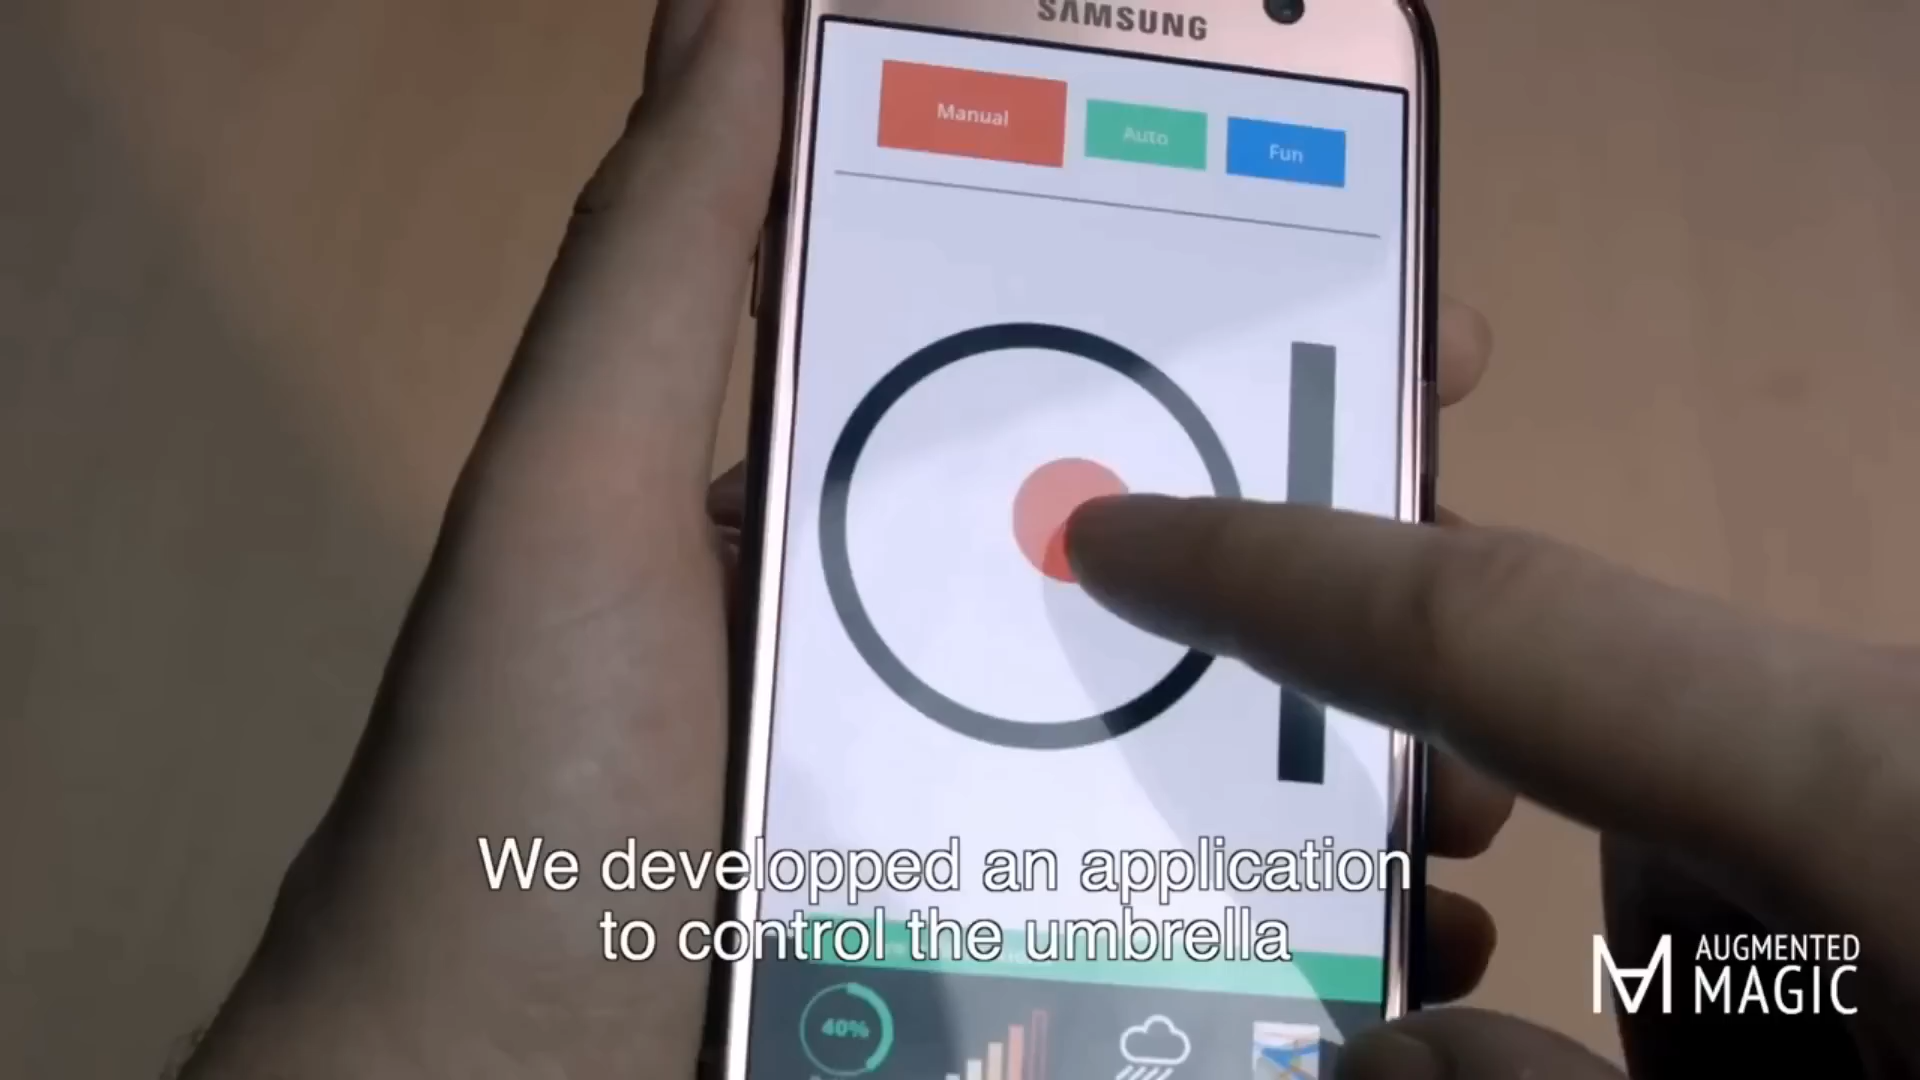 SAMSUNG
Manual
Auto
Fun
We developped an application
to control the umbrella
40%
AUGMENTED
MAGIC